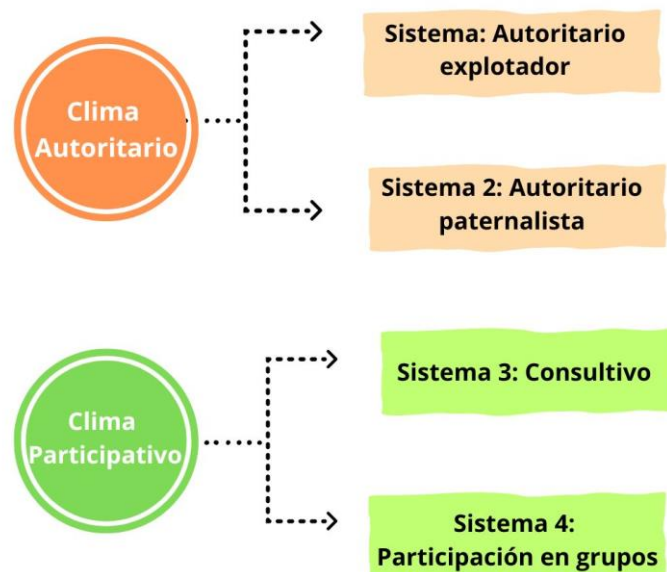 Clima
Autoritario
Sistema: Autoritario
explotador
Sistema 2: Autoritario
paternalista
Clima
Participativo
Sistema 3: Consultivo
Sistema 4:
Participación en grupos